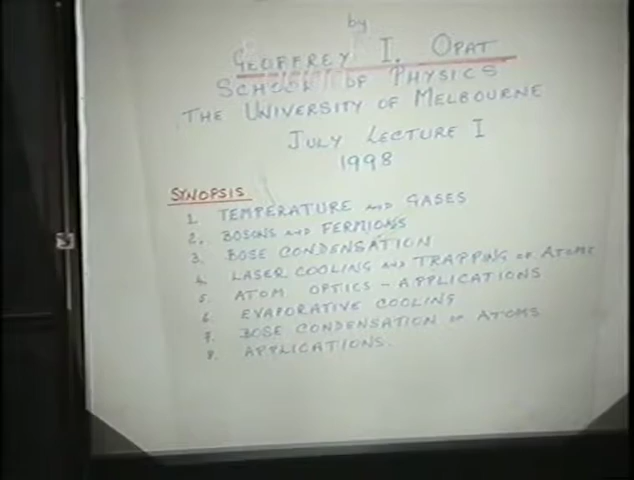 by
GEOFFREY I. OPAT
SCHOOL OF PHYSICS
THE UNIVERSITY OF MELBOURNE
JULY LECTURE I
1998
SYNOPSIS
1. TEMPERATURE AND GASES
2. BOSONS AND FERMIONS
3. BOSE CONDENSATION
4. LASER COOLING AND TRAPPING OF ATOMS
5. ATOM OPTICS - APPLICATIONS
6. EVAPORATIVE COOLING
7. BOSE CONDENSATION OF ATOMS
8. APPLICATIONS.